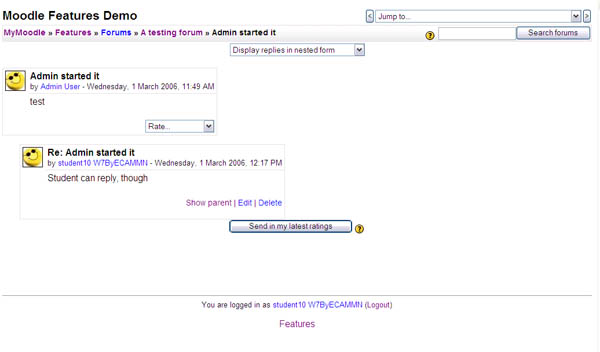 Moodle Features Demo
< Jump to... >
MyMoodle » Features » Forums » A testing forum » Admin started it
? Search forums
Display replies in nested form
Admin started it
by Admin User - Wednesday, 1 March 2006, 11:49 AM
test
Rate...
Re: Admin started it
by student10 W7ByECAMMN - Wednesday, 1 March 2006, 12:17 PM
Student can reply, though
Show parent | Edit | Delete
Send in my latest ratings ?
You are logged in as student10 W7ByECAMMN (Logout)
Features